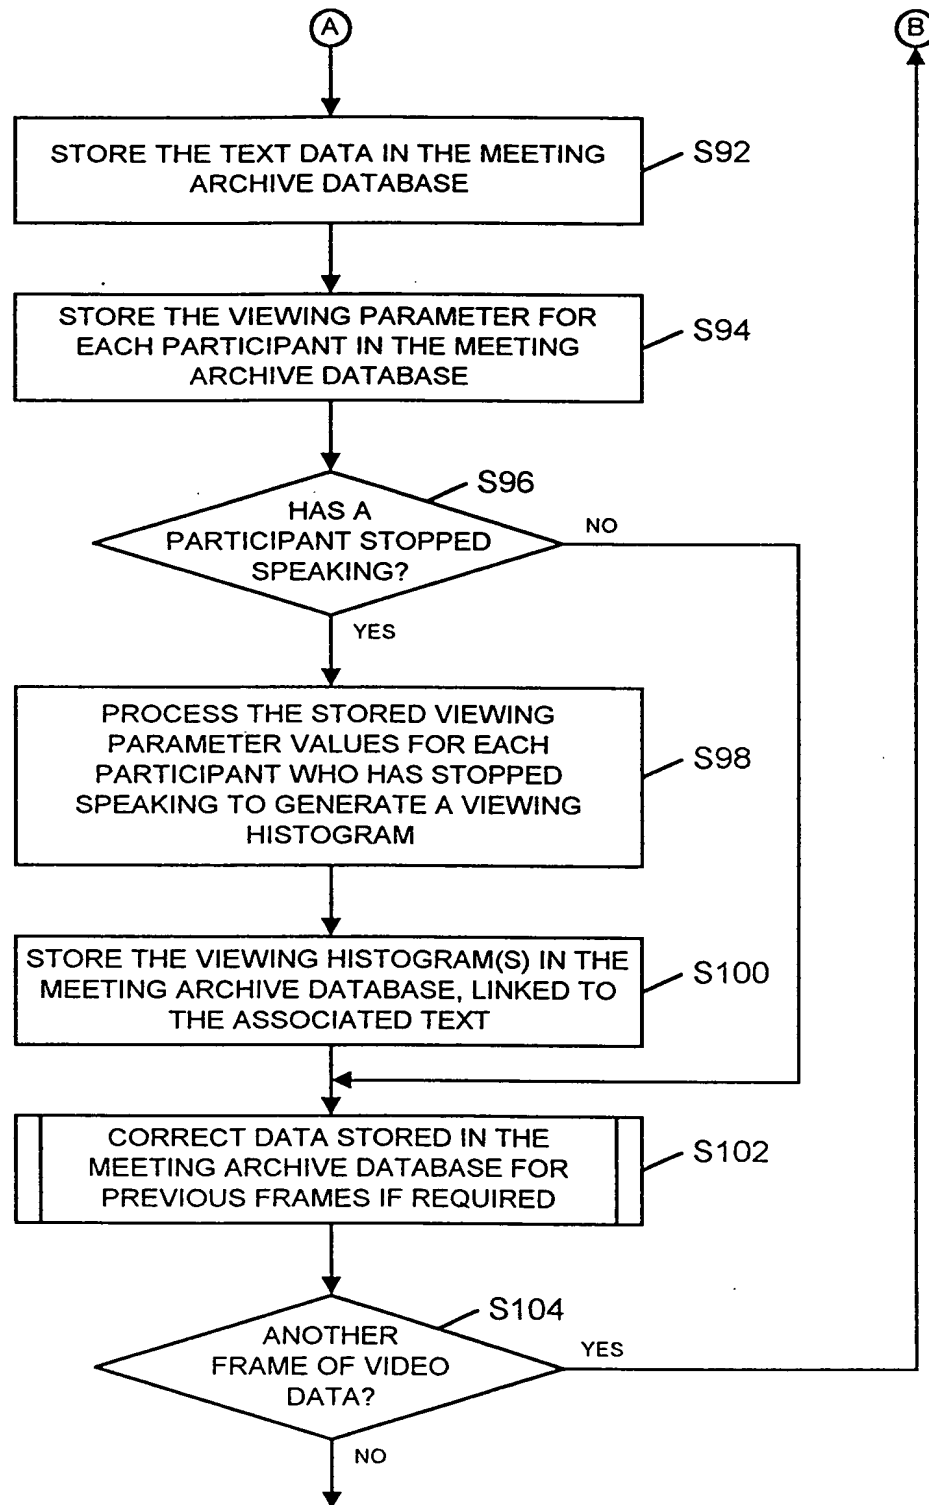 A
B
STORE THE TEXT DATA IN THE MEETING
ARCHIVE DATABASE
S92
STORE THE VIEWING PARAMETER FOR
EACH PARTICIPANT IN THE MEETING
ARCHIVE DATABASE
S94
S96
HAS A
PARTICIPANT STOPPED
SPEAKING?
NO
YES
PROCESS THE STORED VIEWING
PARAMETER VALUES FOR EACH
PARTICIPANT WHO HAS STOPPED
SPEAKING TO GENERATE A VIEWING
HISTOGRAM
S98
STORE THE VIEWING HISTOGRAM(S) IN THE
MEETING ARCHIVE DATABASE, LINKED TO
THE ASSOCIATED TEXT
S100
CORRECT DATA STORED IN THE
MEETING ARCHIVE DATABASE FOR
PREVIOUS FRAMES IF REQUIRED
S102
S104
ANOTHER
FRAME OF VIDEO
DATA?
YES
NO